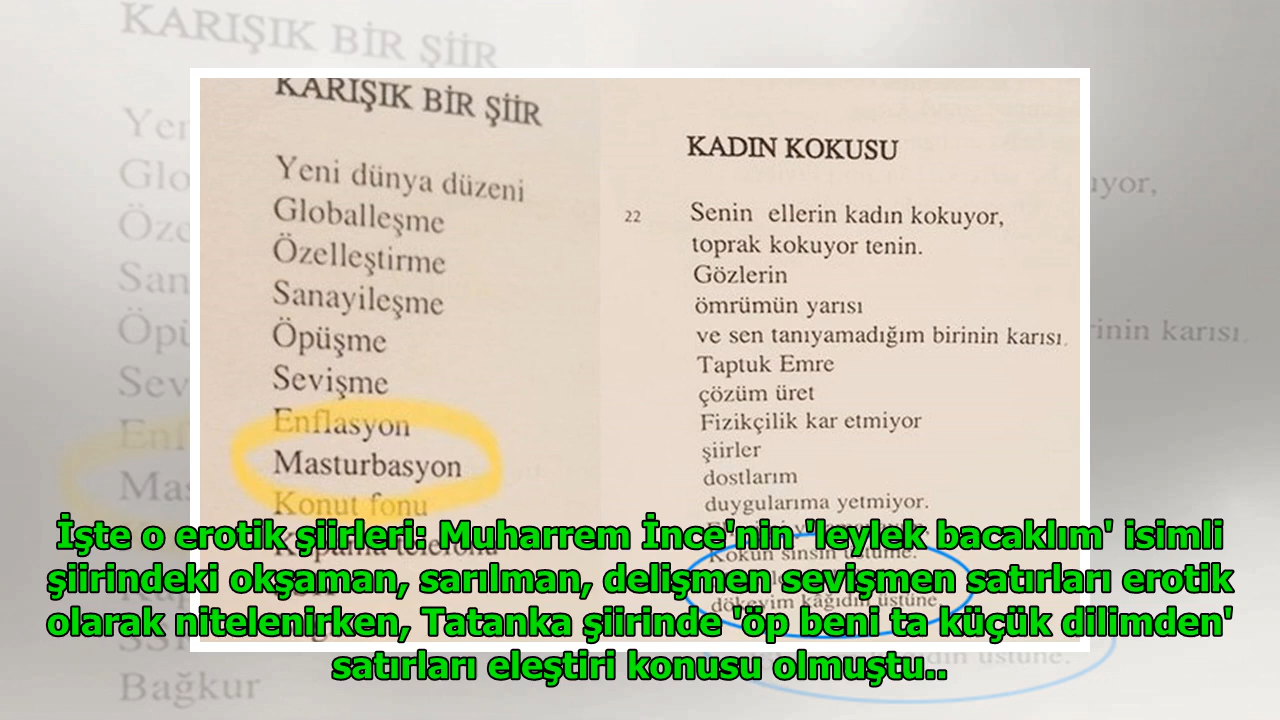 KARIŞIK BİR ŞİİR
Yeni dünya düzeni
Globalleşme
Özelleştirme
Sanayileşme
Öpüşme
Sevişme
Enflasyon
Masturbasyon
Konut fonu
KADIN KOKUSU
22
Senin ellerin kadın kokuyor,
toprak kokuyor tenin.
Gözlerin
ömrümün yarısı
ve sen tanıyamadığım birinin karısı.
Taptuk Emre
çözüm üret
Fizikçilik kar etmiyor
şiirler
dostlarım
duygularıma yetmiyor.
Kokun sinsin üstüme.
dökeyim kâğıdın üstüne
İşte o erotik şiirleri: Muharrem İnce'nin 'leylek bacaklım' isimli
şiirindeki okşaman, sarılman, delişmen sevişmen satırları erotik
olarak nitelenirken, Tatanka şiirinde 'öp beni ta küçük dilimden'
satırları eleştiri konusu olmuştu..
KARIŞIK BİR ŞİİR
Bağkur